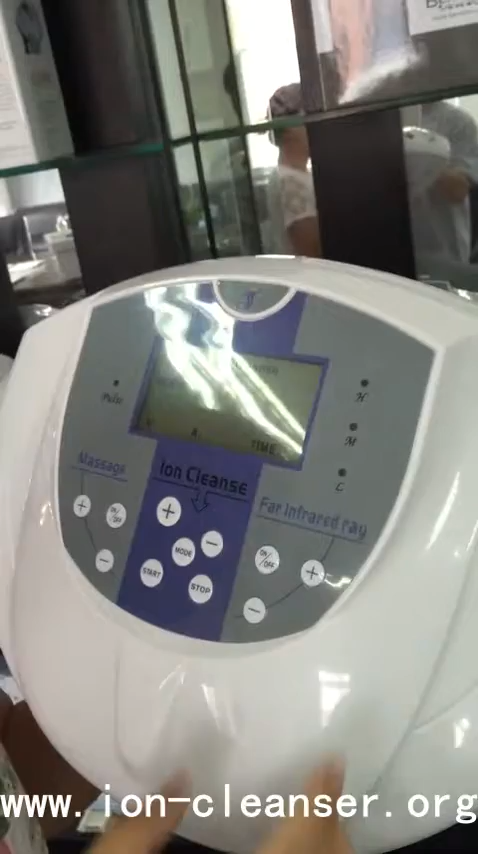 Pulse
H
M
L
A.
TIME
Massage
Ion Cleanse
Far Infrared ray
+
ON/OFF
-
+
-
MODE
START
STOP
ON/OFF
+
-
www.ion-cleanser.org